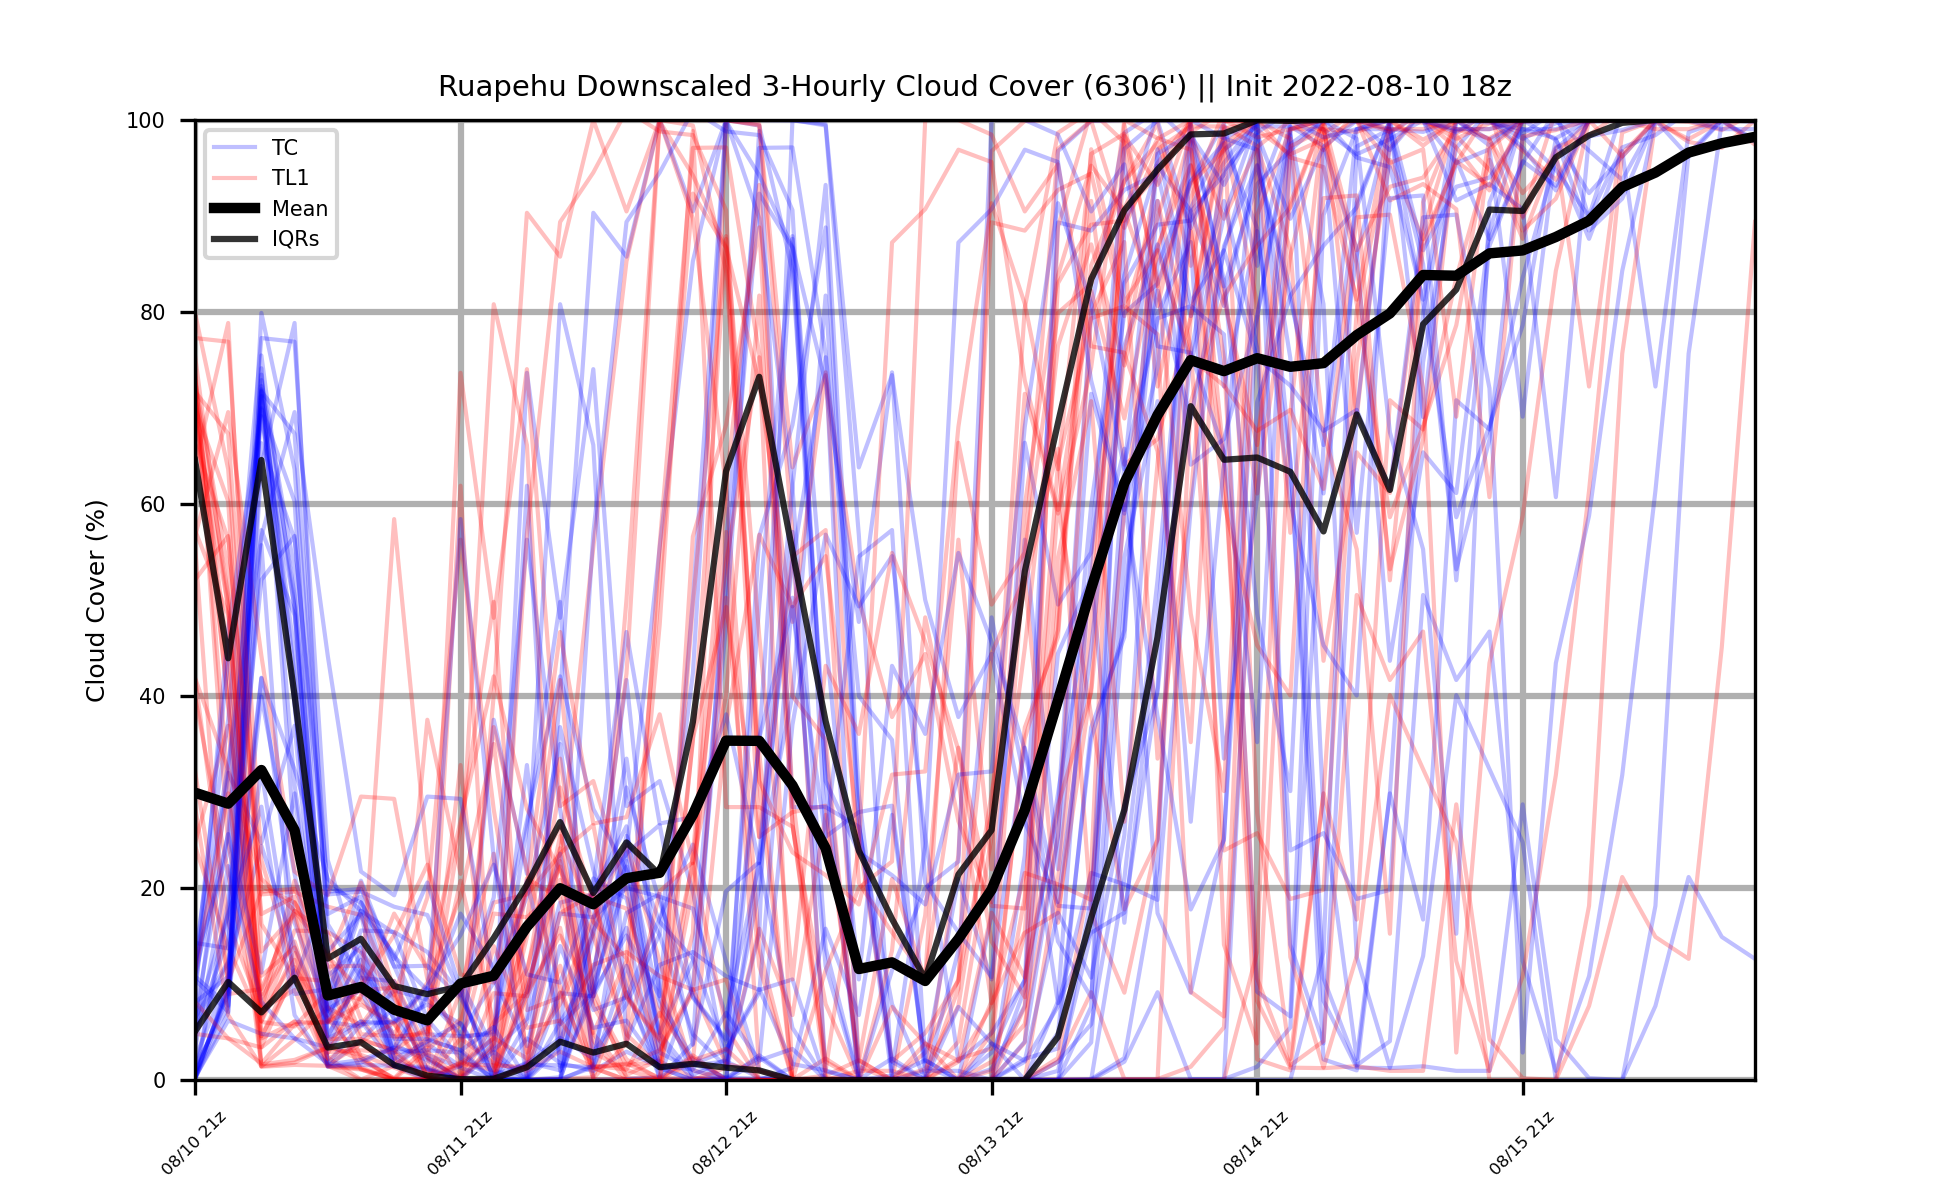 Ruapehu Downscaled 3-Hourly Cloud Cover (6306') || Init 2022-08-10 18z
100
80
60
40
20
0
Cloud Cover (%)
TC
TL1
Mean
IQRs
08/10 21z
08/11 21z
08/12 21z
08/13 21z
08/14 21z
08/15 21z